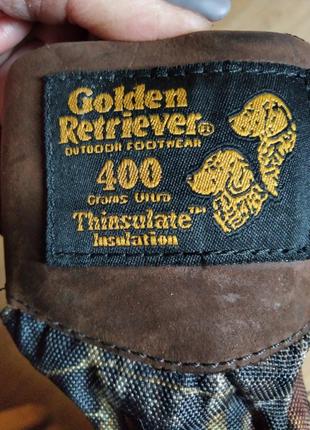 Golden
Retriever®
OUTDOOR FOOTWEAR
400
Grams Ultra
Thinsulate™
Insulation